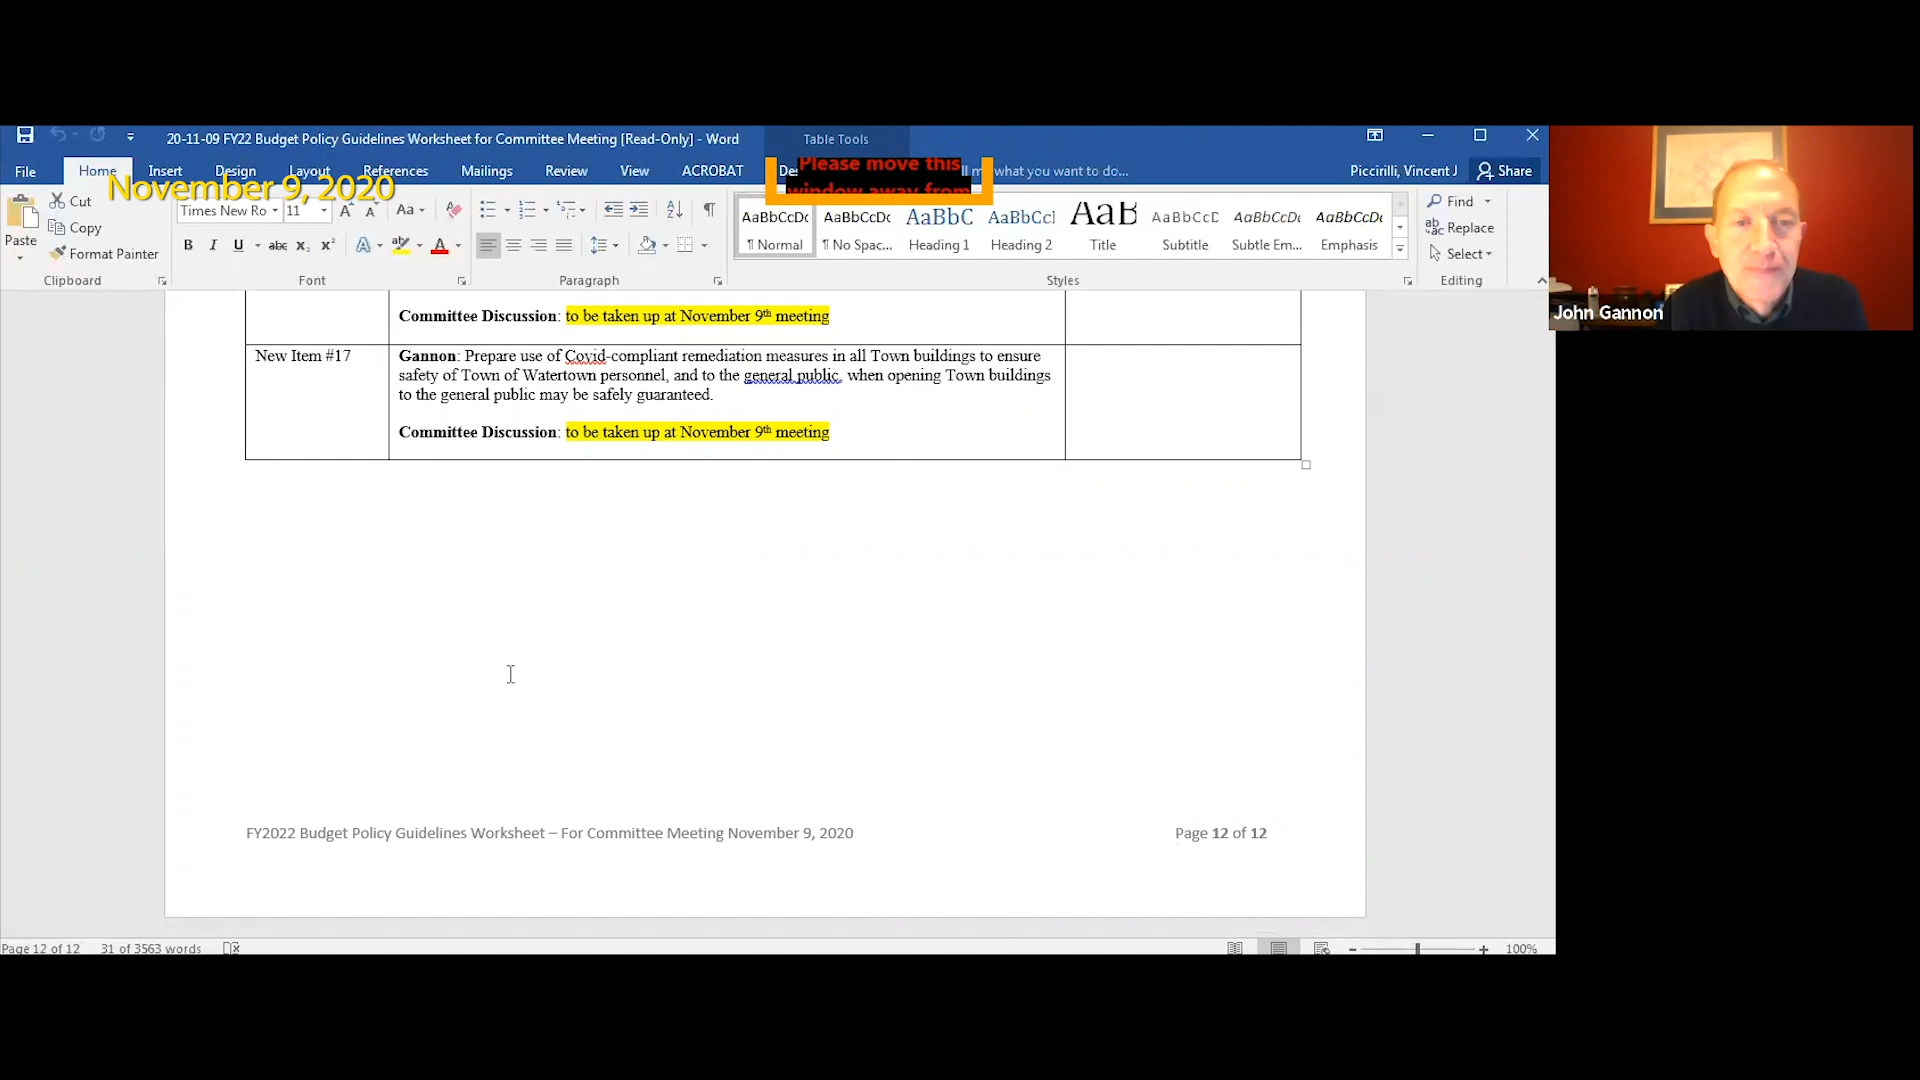 20-11-09 FY22 Budget Policy Guidelines Worksheet for Committee Meeting [Read-Only] - Word
Table Tools
File Home Insert Design Layout References Mailings Review View ACROBAT
Please move this
window away from
what you want to do...
Piccirilli, Vincent J Share
November 9, 2020
Cut
Copy
Format Painter
Paste
Clipboard
Times New Ro 11
Font
Paragraph
AaBbCcDc AaBbCcDc AaBbC AaBbCcl AaB AaBbCcD AaBbCcDc AaBbCcDc
¶ Normal ¶ No Spac... Heading 1 Heading 2 Title Subtitle Subtle Em... Emphasis
Styles
Find
Replace
Select
Editing
John Gannon
Committee Discussion: to be taken up at November 9th meeting
New Item #17
Gannon: Prepare use of Covid-compliant remediation measures in all Town buildings to ensure
safety of Town of Watertown personnel, and to the general public, when opening Town buildings
to the general public may be safely guaranteed.
Committee Discussion: to be taken up at November 9th meeting
FY2022 Budget Policy Guidelines Worksheet – For Committee Meeting November 9, 2020
Page 12 of 12
Page 12 of 12 31 of 3563 words
100%